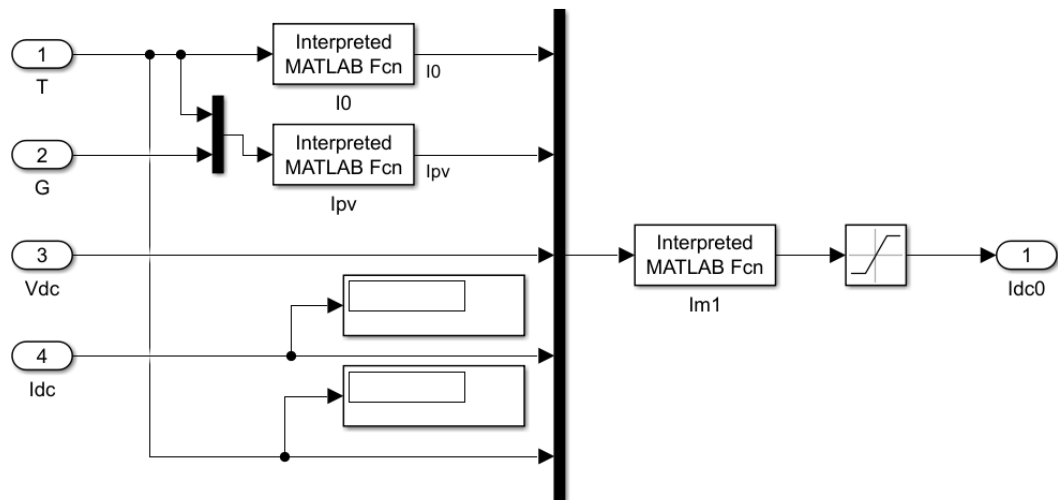 1
T
Interpreted
MATLAB Fcn
I0
I0
2
G
Interpreted
MATLAB Fcn
Ipv
Ipv
3
Vdc
Interpreted
MATLAB Fcn
Im1
1
Idc0
4
Idc